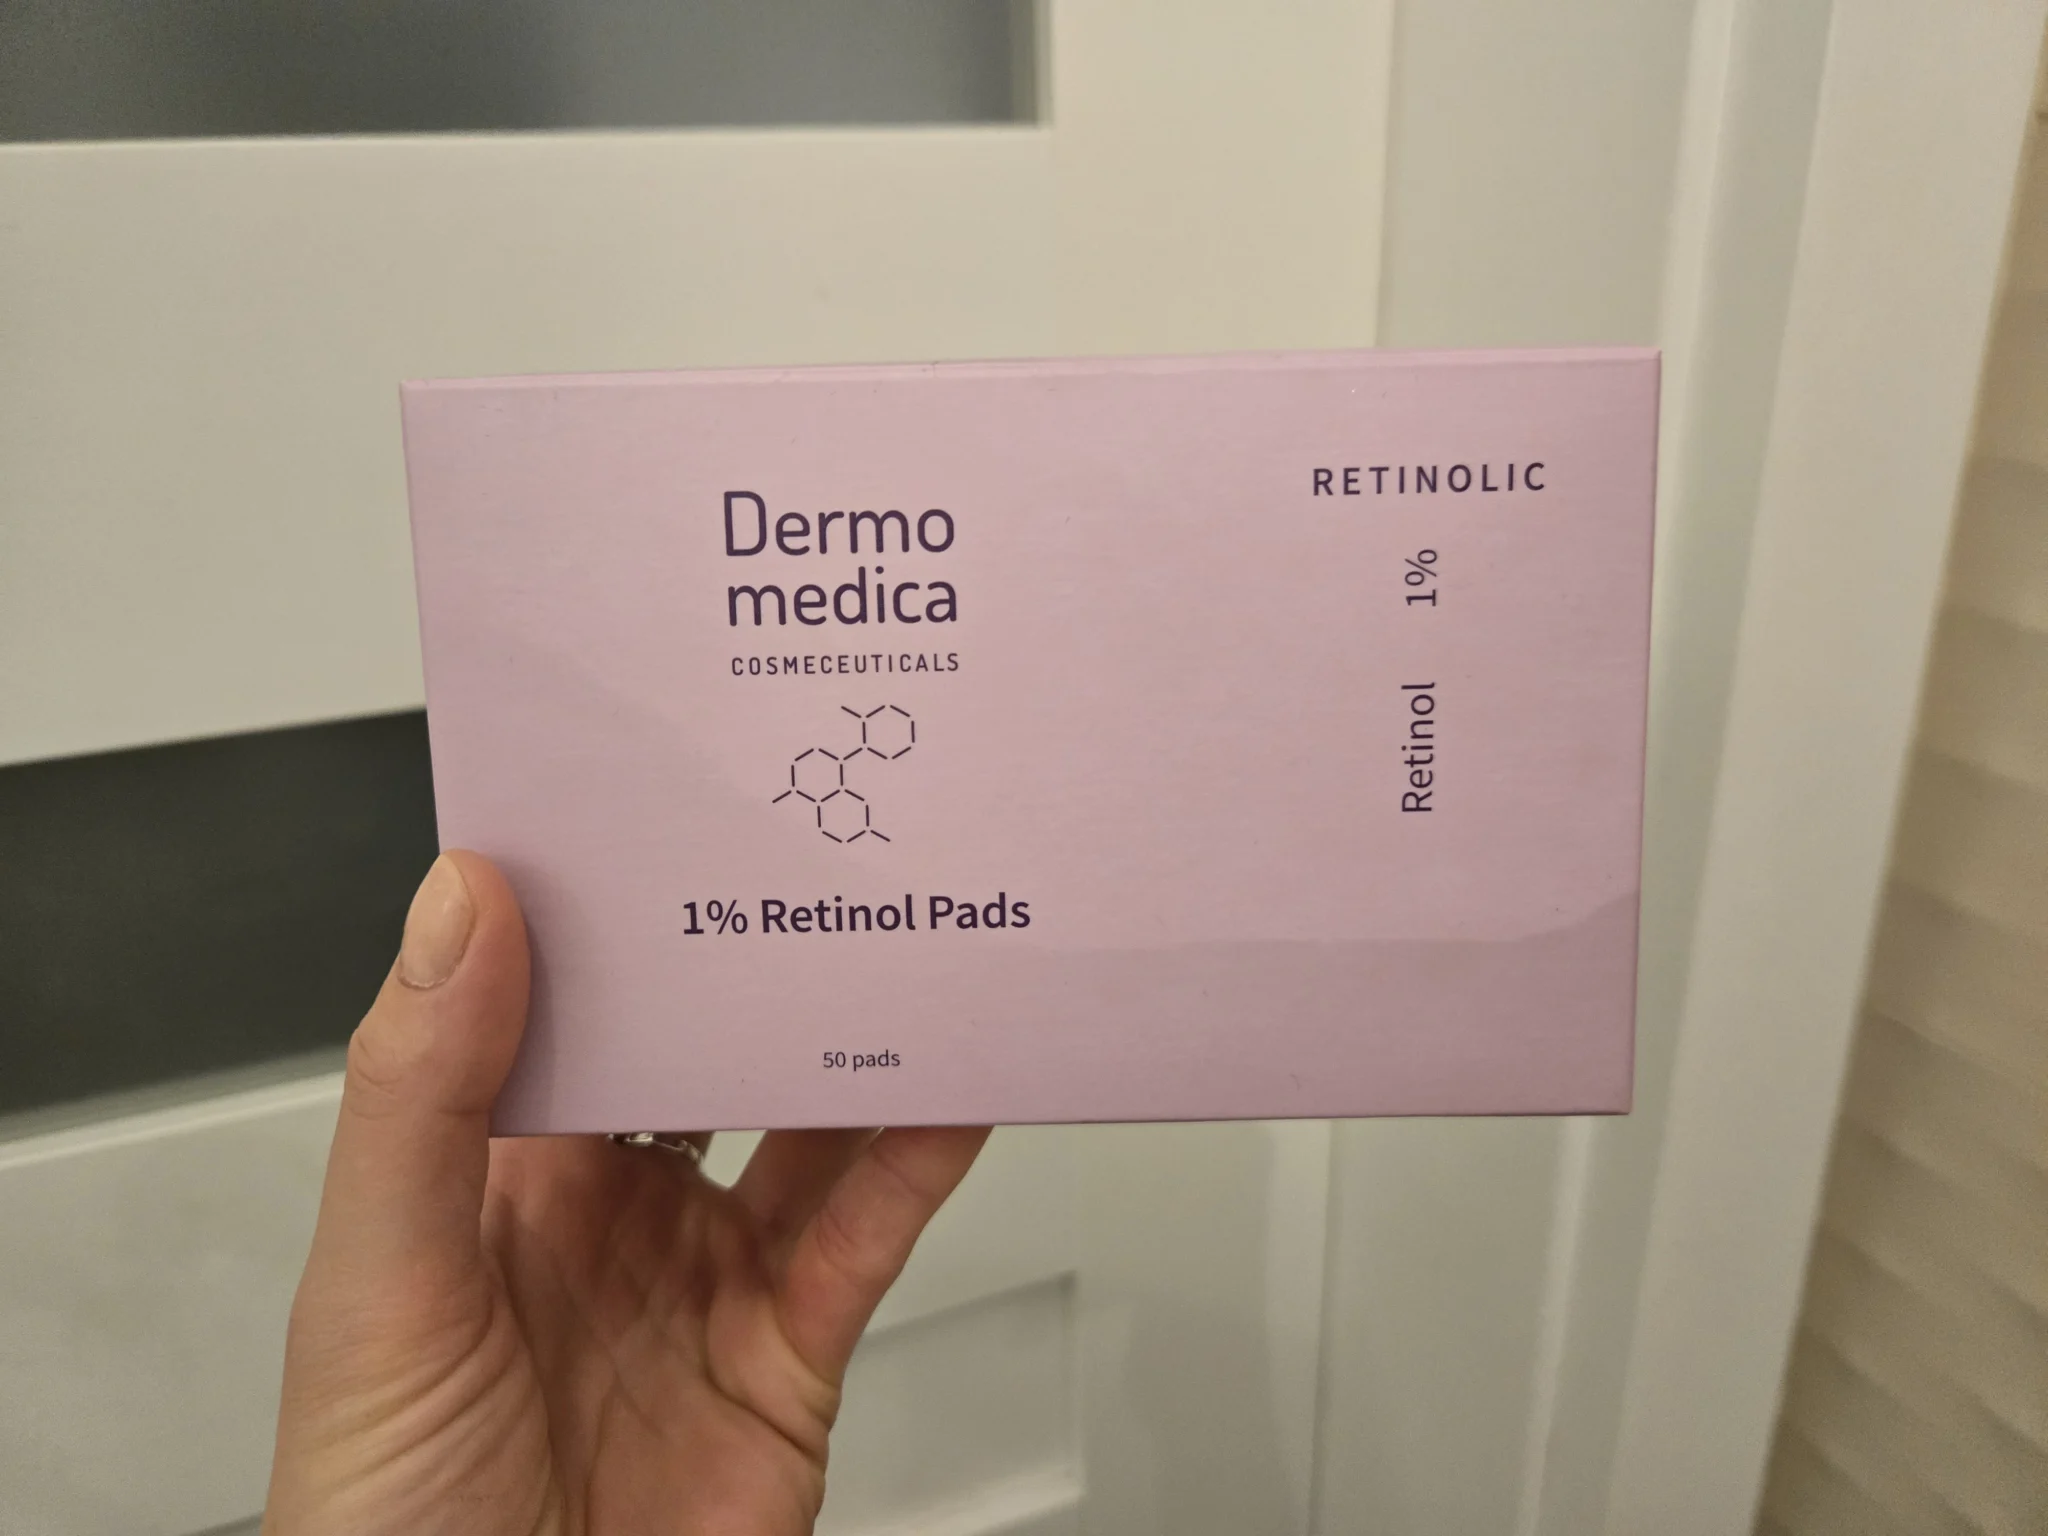 Dermo
medica
COSMECEUTICALS
1% Retinol Pads
50 pads
RETINOLIC
Retinol 1%